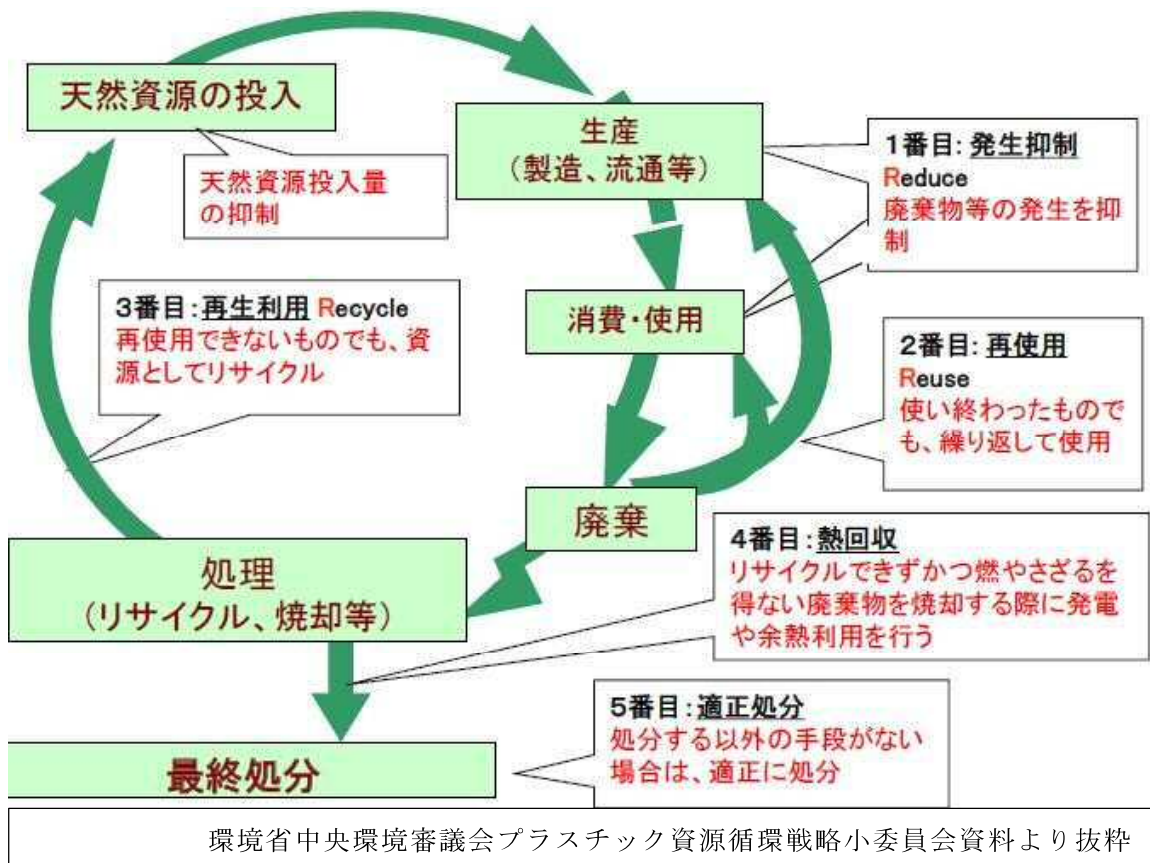 天然資源の投入
天然資源投入量
の抑制
生産
(製造、流通等)
1番目:発生抑制
Reduce
廃棄物等の発生を抑
制
3番目:再生利用 Recycle
再使用できないものでも、資
源としてリサイクル
消費・使用
2番目:再使用
Reuse
使い終わったもので
も、繰り返して使用
廃棄
処理
(リサイクル、焼却等)
4番目:熱回収
リサイクルできずかつ燃やさざるを
得ない廃棄物を焼却する際に発電
や余熱利用を行う
5番目:適正処分
処分する以外の手段がない
場合は、適正に処分
最終処分
環境省中央環境審議会プラスチック資源循環戦略小委員会資料より抜粋